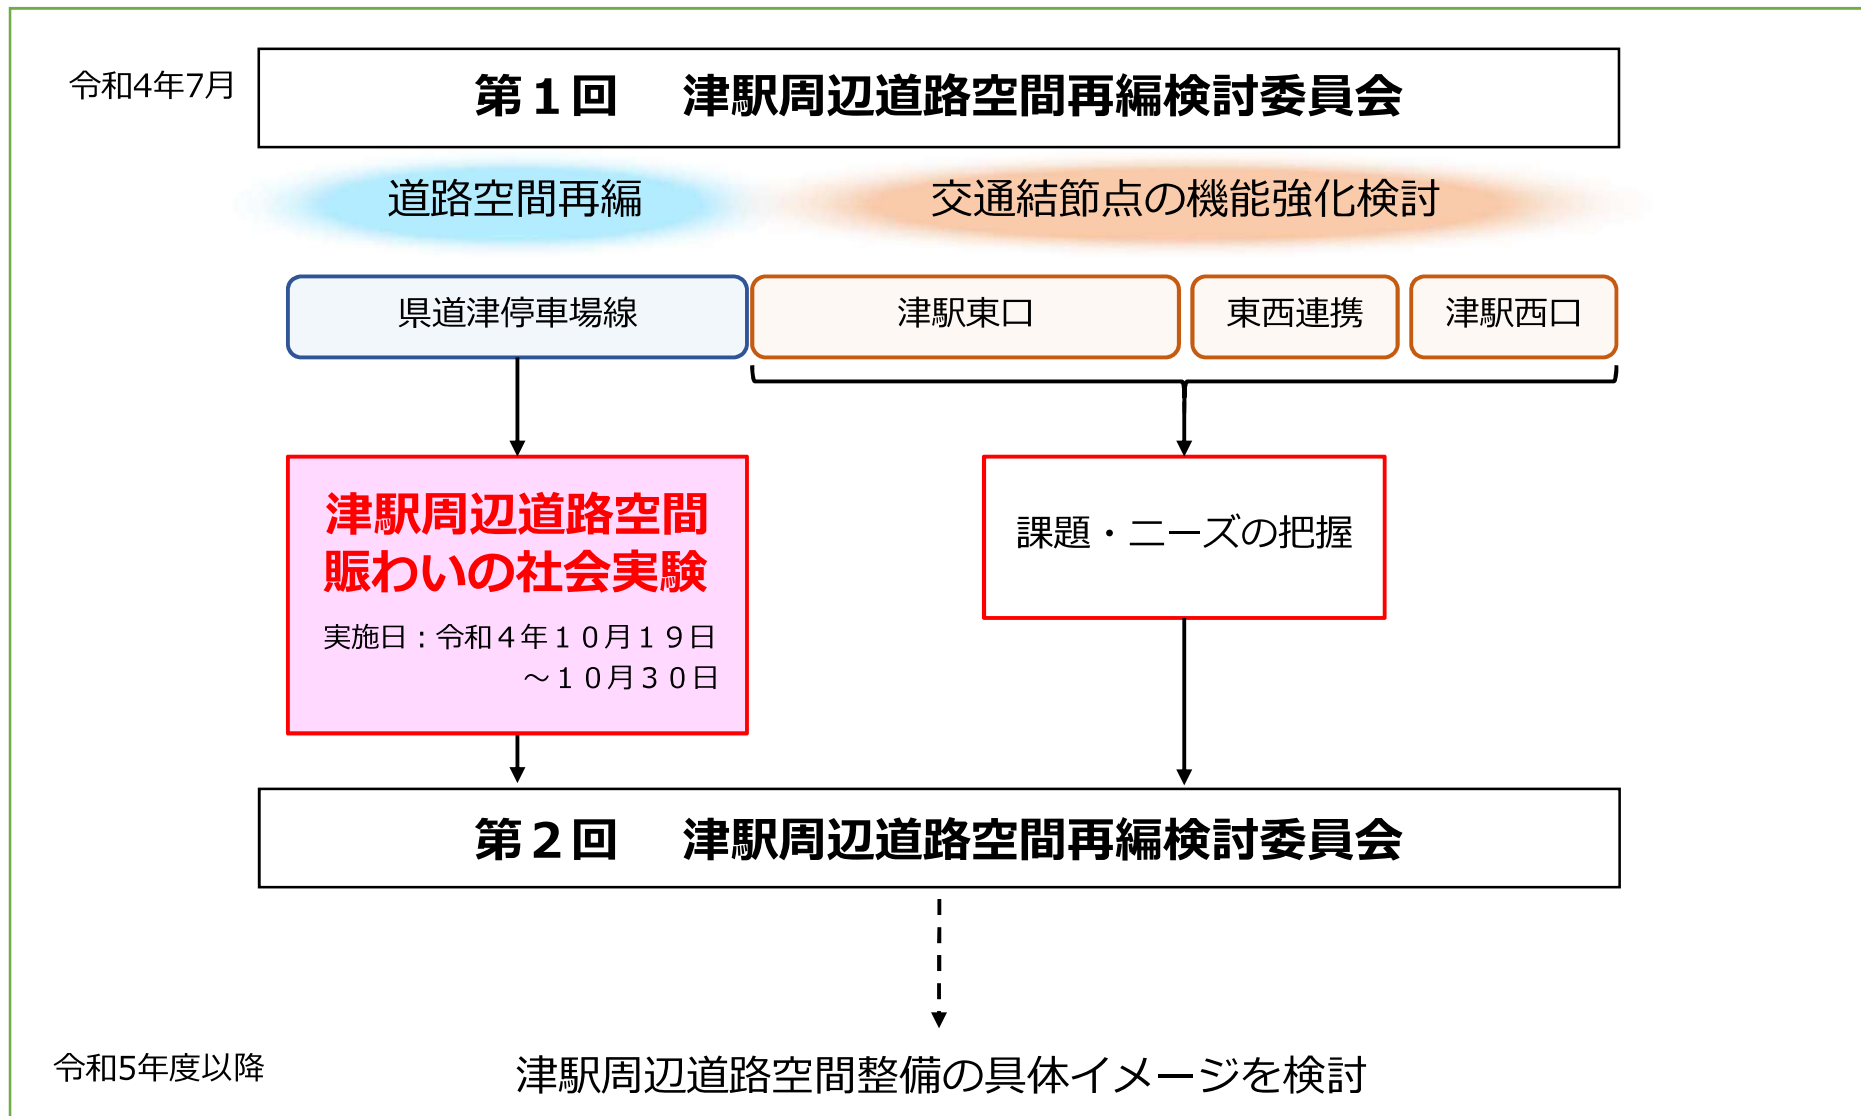 令和4年7月
第１回　津駅周辺道路空間再編検討委員会
道路空間再編
交通結節点の機能強化検討
県道津停車場線
津駅東口
東西連携
津駅西口
津駅周辺道路空間
賑わいの社会実験
実施日：令和４年１０月１９日
～１０月３０日
課題・ニーズの把握
第２回　津駅周辺道路空間再編検討委員会
令和5年度以降
津駅周辺道路空間整備の具体イメージを検討